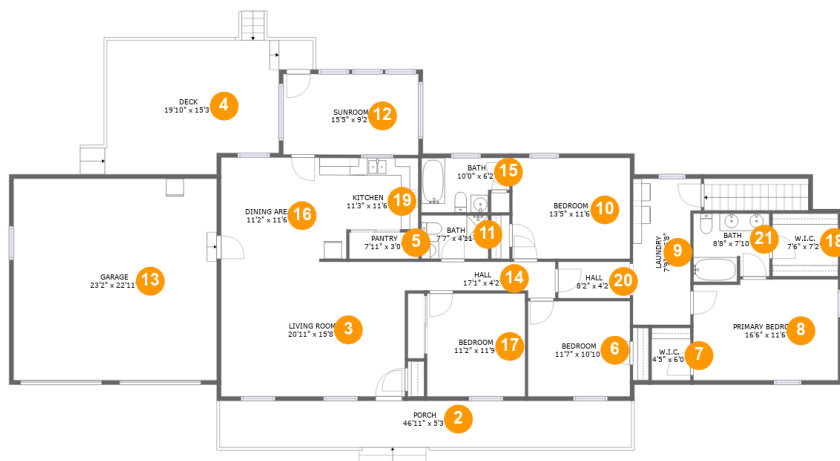 DECK
19'10" x 15'3
4
SUNROOM
15'5" x 9'2
12
BATH
10'0" x 6'2
15
KITCHEN
11'3" x 11'6
19
DINING ARE
11'2" x 11'6
16
BEDROOM
13'5" x 11'6
10
BATH
7'7" x 4'11
11
PANTRY
7'11" x 3'0
5
LAUNDRY
9
BATH
8'8" x 7'10
21
W.I.C.
7'6" x 7'2
18
GARAGE
23'2" x 22'11
13
HALL
17'1" x 4'2
14
HALL
8'2" x 4'2
20
LIVING ROOM
20'11" x 15'8
3
BEDROOM
11'2" x 11'9
17
BEDROOM
11'7" x 10'10
6
W.I.C.
4'5" x 6'0
7
PRIMARY BEDR
16'6" x 11'6
8
PORCH
46'11" x 5'3
2